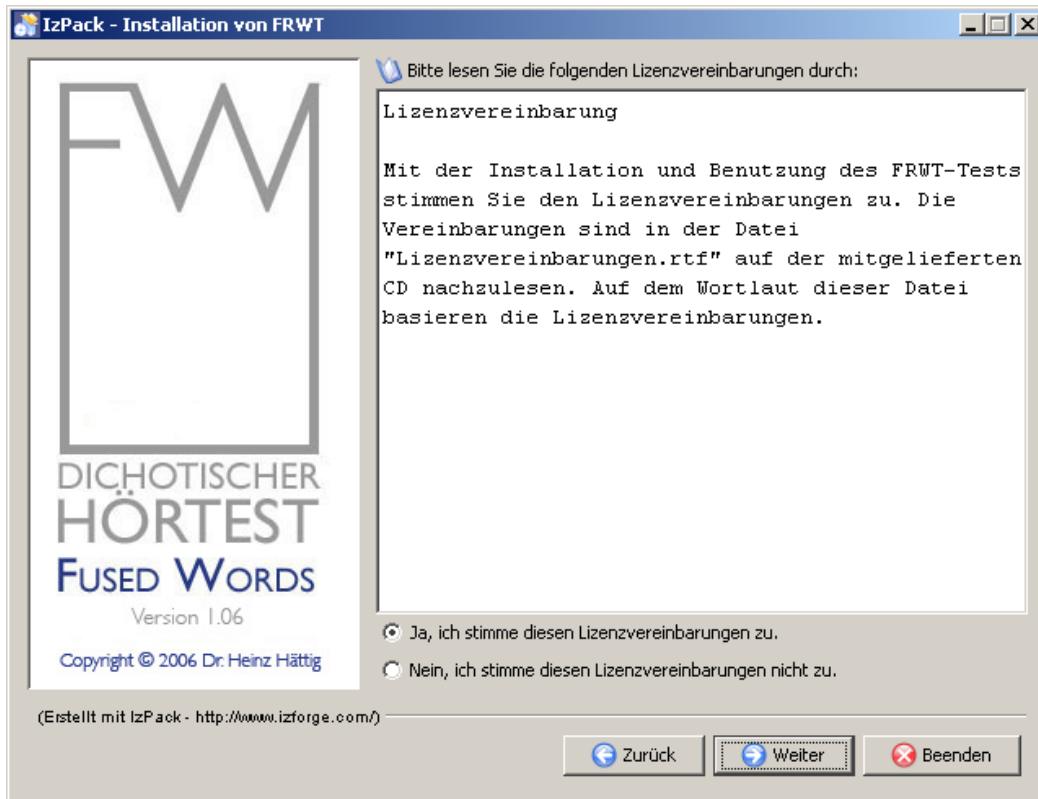 IzPack - Installation von FRWT
FW
DICHOTISCHER
HÖRTEST
FUSED WORDS
Version 1.06
Copyright © 2006 Dr. Heinz Hättig
Bitte lesen Sie die folgenden Lizenzvereinbarungen durch:
Lizenzvereinbarung
Mit der Installation und Benutzung des FRWT-Tests
stimmen Sie den Lizenzvereinbarungen zu. Die
Vereinbarungen sind in der Datei
"Lizenzvereinbarungen.rtf" auf der mitgelieferten
CD nachzulesen. Auf dem Wortlaut dieser Datei
basieren die Lizenzvereinbarungen.
Ja, ich stimme diesen Lizenzvereinbarungen zu.
Nein, ich stimme diesen Lizenzvereinbarungen nicht zu.
(Erstellt mit IzPack - http://www.izforge.com/)
Zurück Weiter Beenden